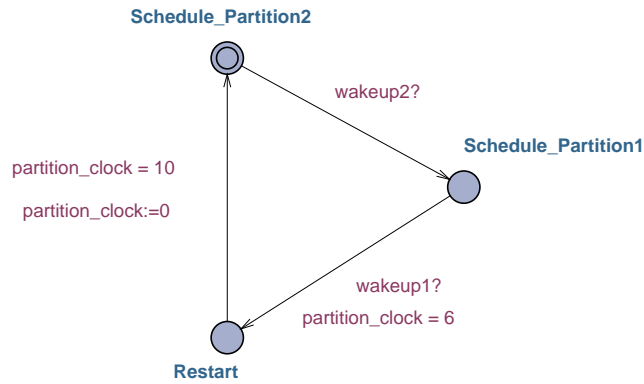 Schedule_Partition2
wakeup2?
Schedule_Partition1
partition_clock = 10
partition_clock:=0
wakeup1?
partition_clock = 6
Restart